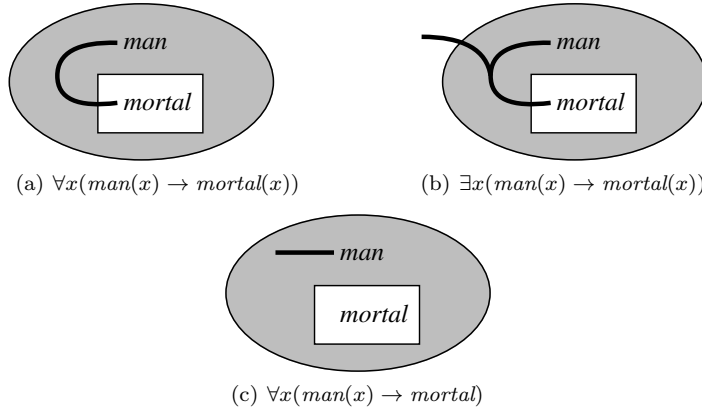 man
man
mortal
mortal
(a) ∀x(man(x) → mortal(x))
(b) ∃x(man(x) → mortal(x))
man
mortal
(c) ∀x(man(x) → mortal)